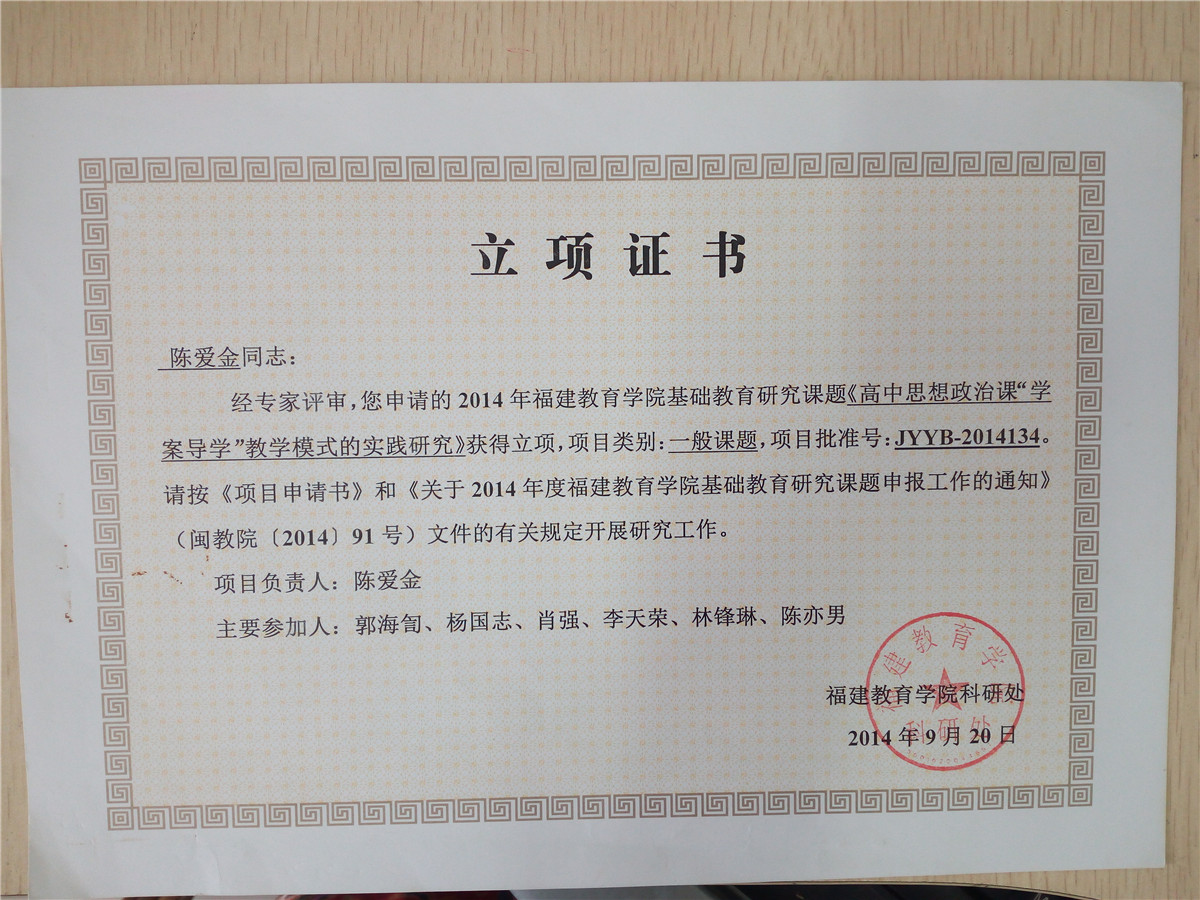 立项证书
陈爱金同志：
经专家评审，您申请的2014年福建教育学院基础教育研究课题《高中思想政治课“学
案导学”教学模式的实践研究》获得立项，项目类别：一般课题，项目批准号：JYYB-2014134。
请按《项目申请书》和《关于2014年度福建教育学院基础教育研究课题申报工作的通知》
（闽教院〔2014〕91号）文件的有关规定开展研究工作。
项目负责人：陈爱金
主要参加人：郭海訇、杨国志、肖强、李天荣、林锋琳、陈亦男
福建教育学院
福建教育学院科研处
科研处
2014年9月20日